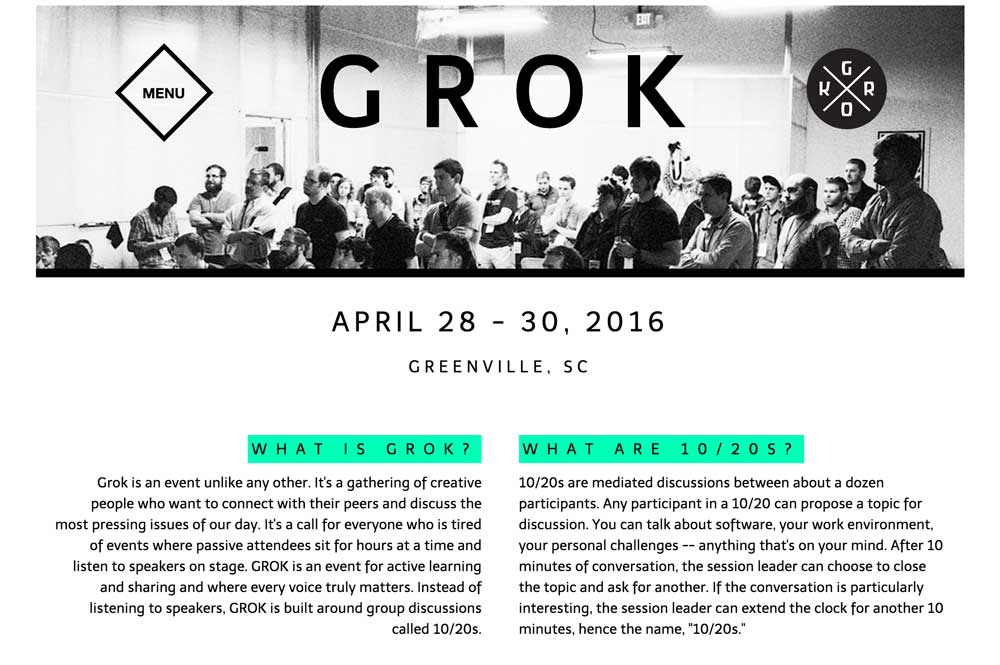 EXIT
MENU
GROK
G
K R
O
APRIL 28 - 30, 2016
GREENVILLE, SC
WHAT IS GROK?
Grok is an event unlike any other. It's a gathering of creative
people who want to connect with their peers and discuss the
most pressing issues of our day. It's a call for everyone who is tired
of events where passive attendees sit for hours at a time and
listen to speakers on stage. GROK is an event for active learning
and sharing and where every voice truly matters. Instead of
listening to speakers, GROK is built around group discussions
called 10/20s.
WHAT ARE 10/20S?
10/20s are mediated discussions between about a dozen
participants. Any participant in a 10/20 can propose a topic for
discussion. You can talk about software, your work environment,
your personal challenges -- anything that's on your mind. After 10
minutes of conversation, the session leader can choose to close
the topic and ask for another. If the conversation is particularly
interesting, the session leader can extend the clock for another 10
minutes, hence the name, "10/20s."